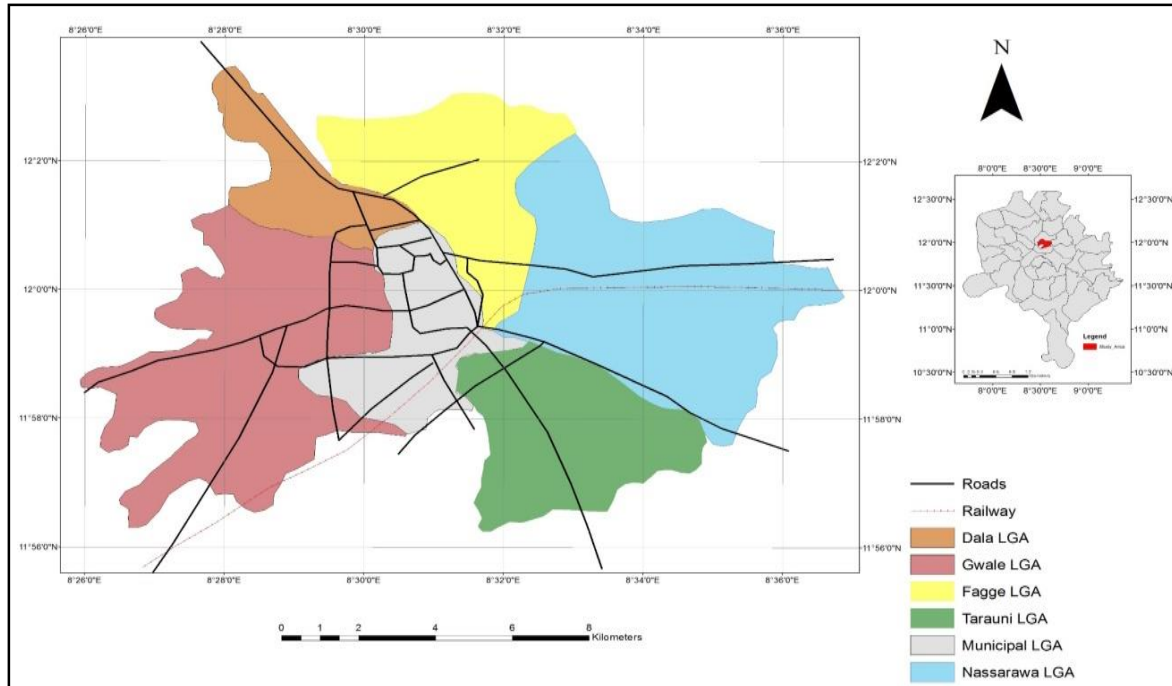 8°26'0"E 8°28'0"E 8°30'0"E 8°32'0"E 8°34'0"E 8°36'0"E
12°2'0"N 12°2'0"N
12°0'0"N 12°0'0"N
11°58'0"N 11°58'0"N
11°56'0"N 11°56'0"N
8°26'0"E 8°28'0"E 8°30'0"E 8°32'0"E 8°34'0"E 8°36'0"E
0 1 2 4 6 8
Kilometers
N
8°0'0"E 8°30'0"E 9°0'0"E
12°30'0"N 12°30'0"N
12°0'0"N 12°0'0"N
11°30'0"N 11°30'0"N
11°0'0"N 11°0'0"N
10°30'0"N 10°30'0"N
Legend
Study_Area
8°0'0"E 8°30'0"E 9°0'0"E
Roads
Railway
Dala LGA
Gwale LGA
Fagge LGA
Tarauni LGA
Municipal LGA
Nassarawa LGA